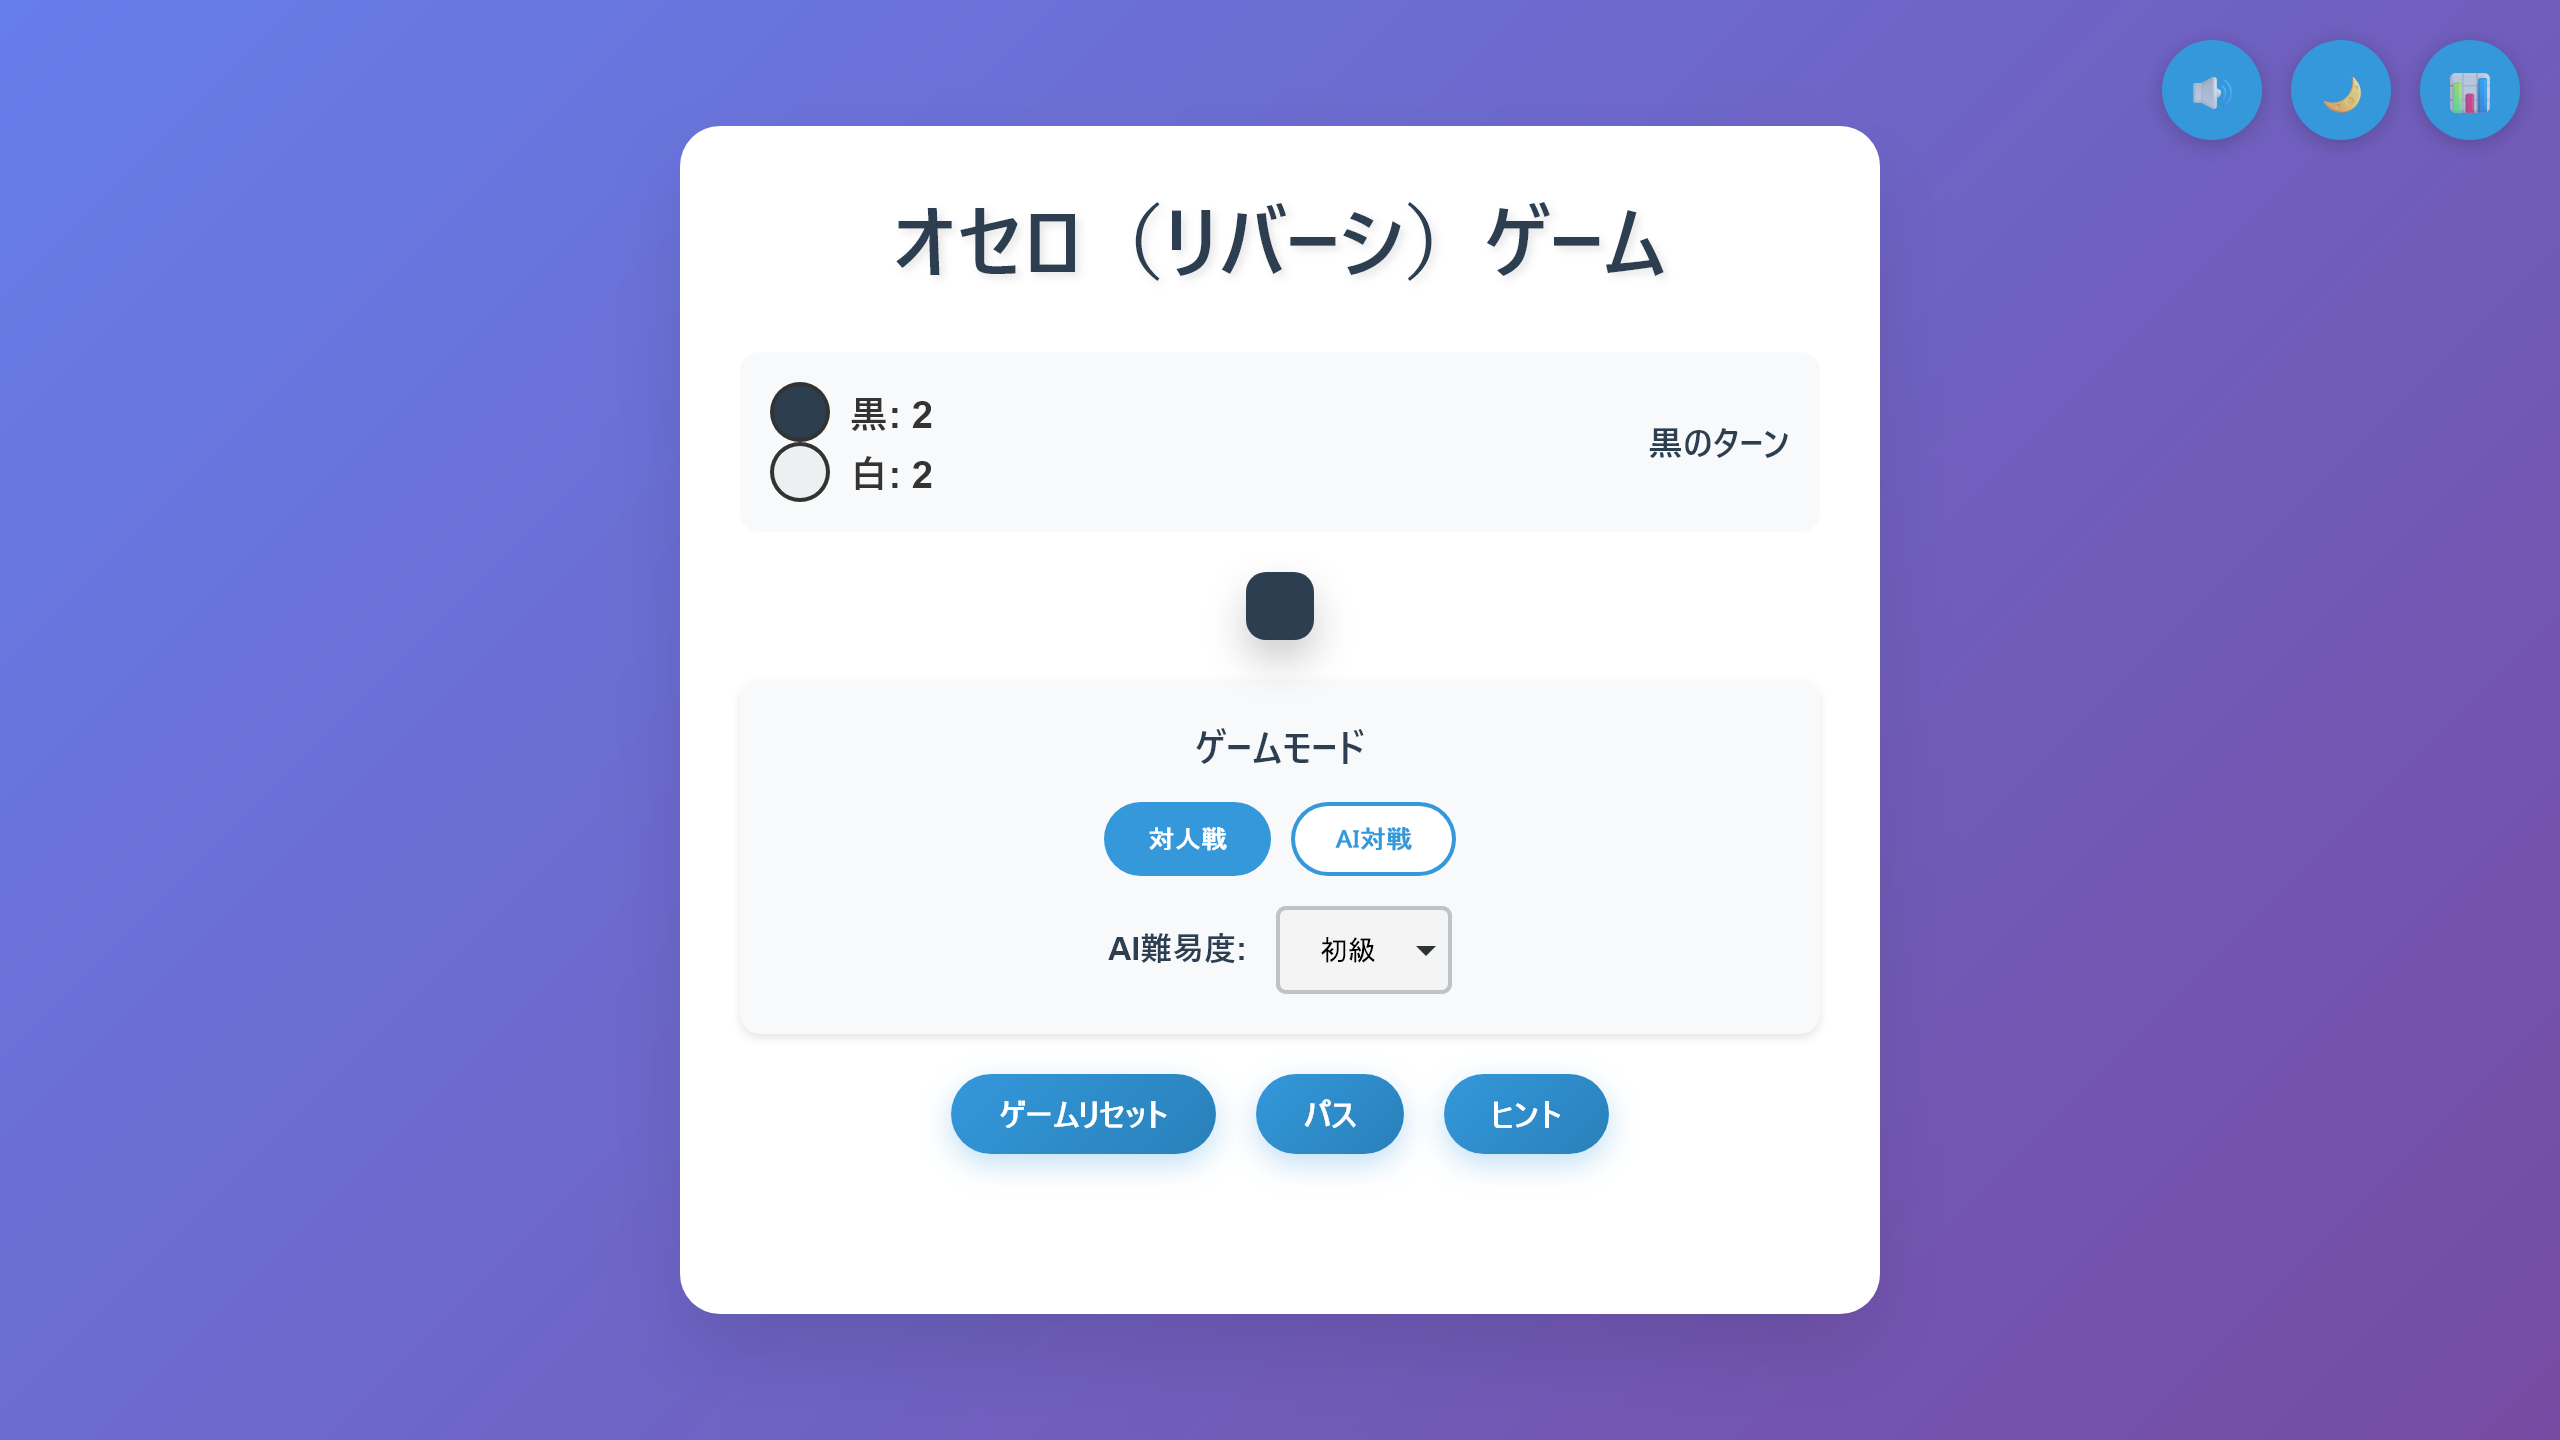 オセロ（リバーシ）ゲーム
黒: 2
白: 2
黒のターン
ゲームモード
対人戦
AI対戦
AI難易度:
初級
ゲームリセット
パス
ヒント